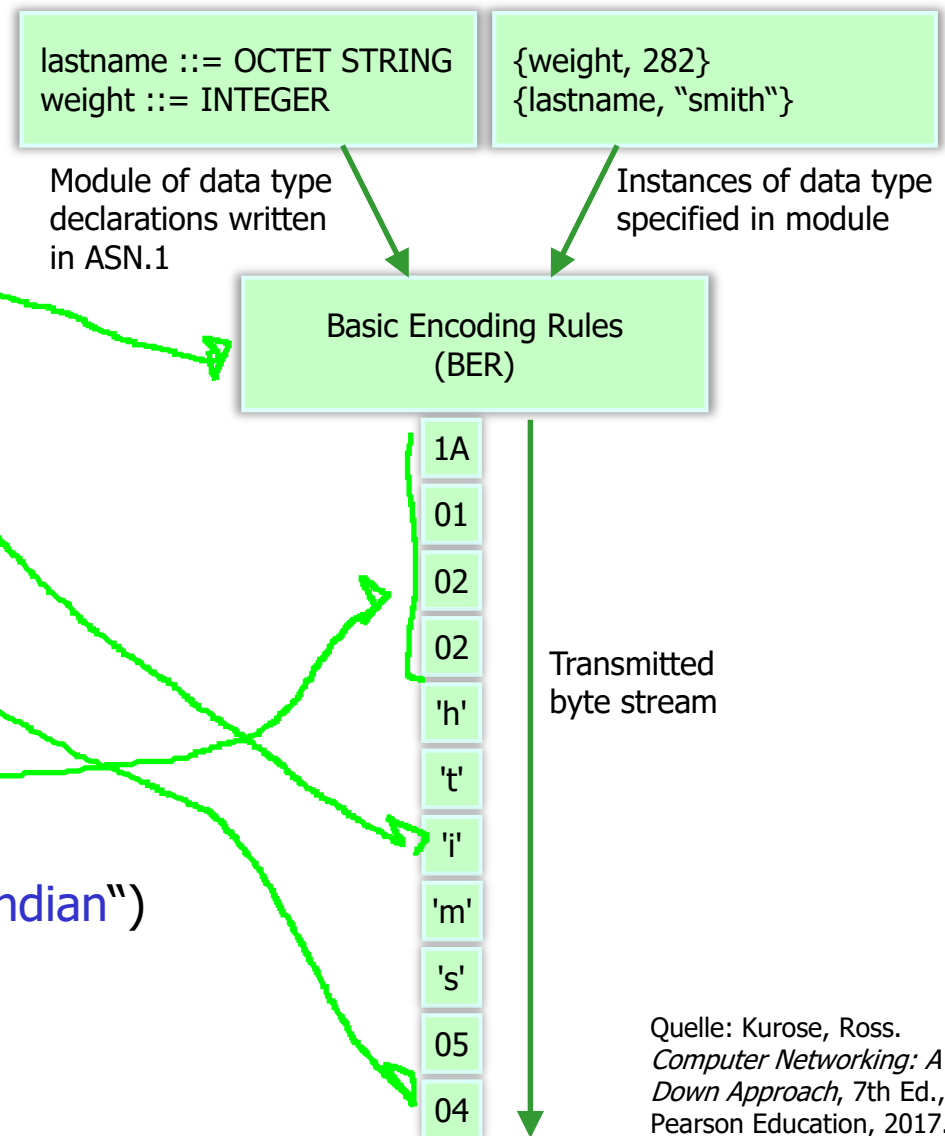 lastname ::= OCTET STRING
weight ::= INTEGER
{weight, 282}
{lastname, “smith“}
Module of data type
declarations written
in ASN.1
Instances of data type
specified in module
Basic Encoding Rules
(BER)
1A
01
02
02
'h'
't'
'i'
'm'
's'
05
04
Transmitted
byte stream
ndian“)
Quelle: Kurose, Ross.
Computer Networking: A
Down Approach, 7th Ed.,
Pearson Education, 2017.